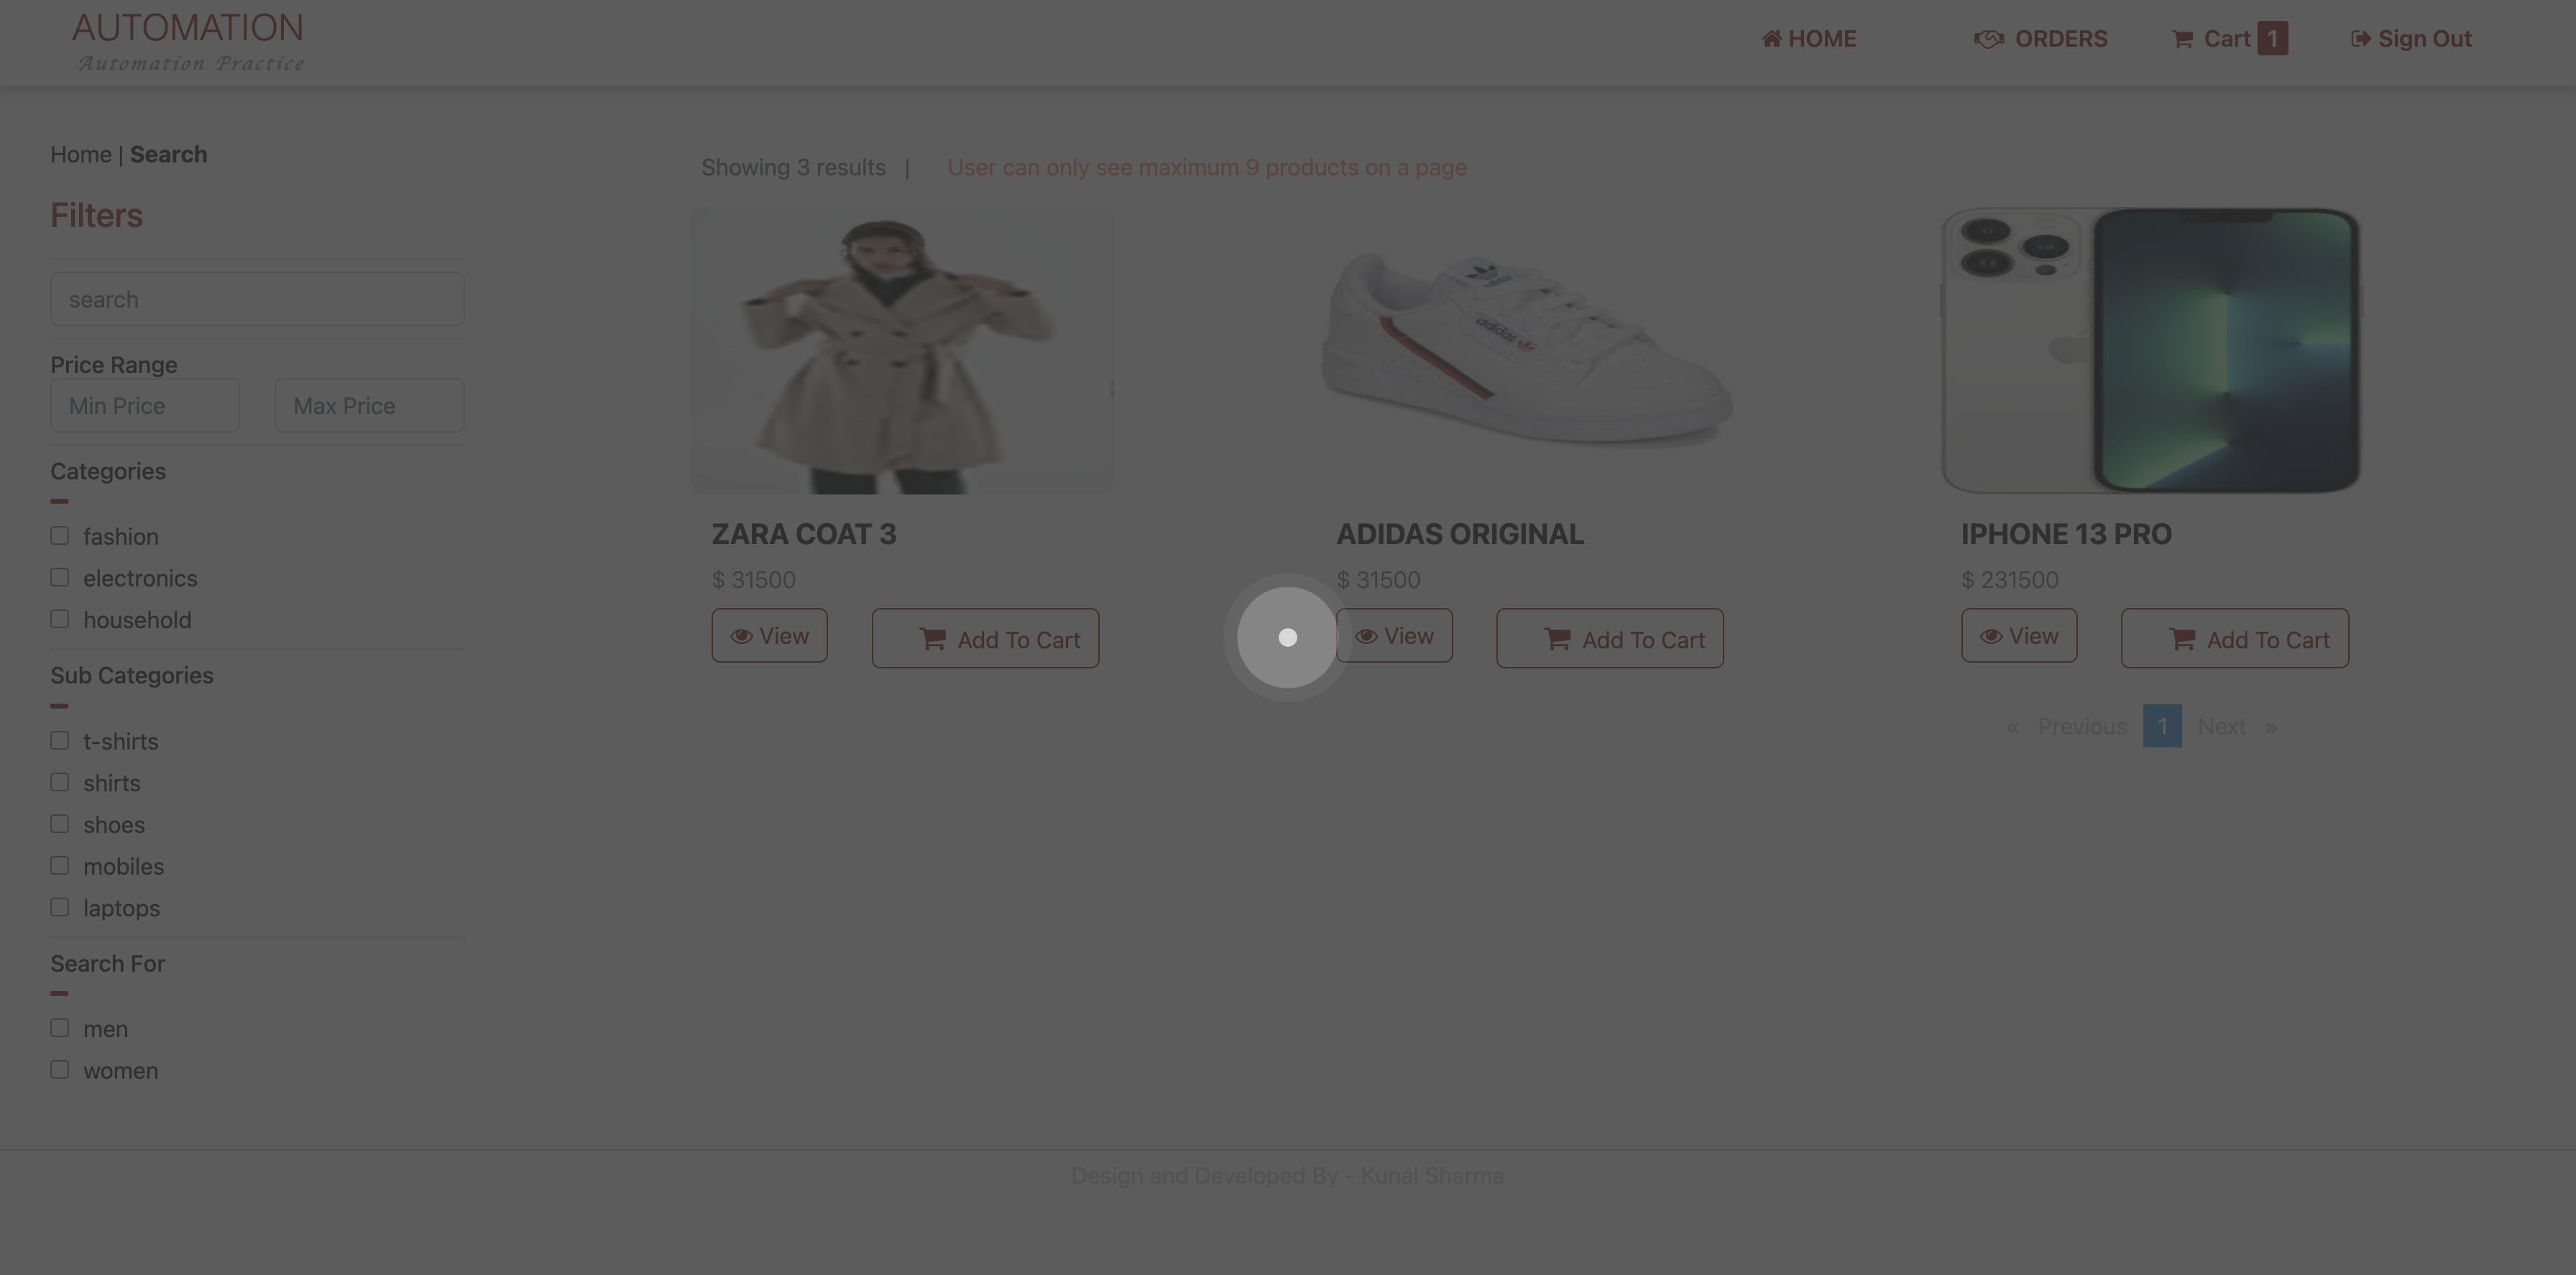 AUTOMATION
Automation Practice
HOME
ORDERS
Cart 1
Sign Out
Home | Search
Showing 3 results |
User can only see maximum 9 products on a page
Filters
search
Price Range
Min Price
Max Price
Categories
fashion
electronics
household
Sub Categories
t-shirts
shirts
shoes
mobiles
laptops
Search For
men
women
adidas
adidas
ZARA COAT 3
$ 31500
View
Add To Cart
ADIDAS ORIGINAL
$ 31500
View
Add To Cart
IPHONE 13 PRO
$ 231500
View
Add To Cart
« Previous 1 Next »
Design and Developed By - Kunal Sharma